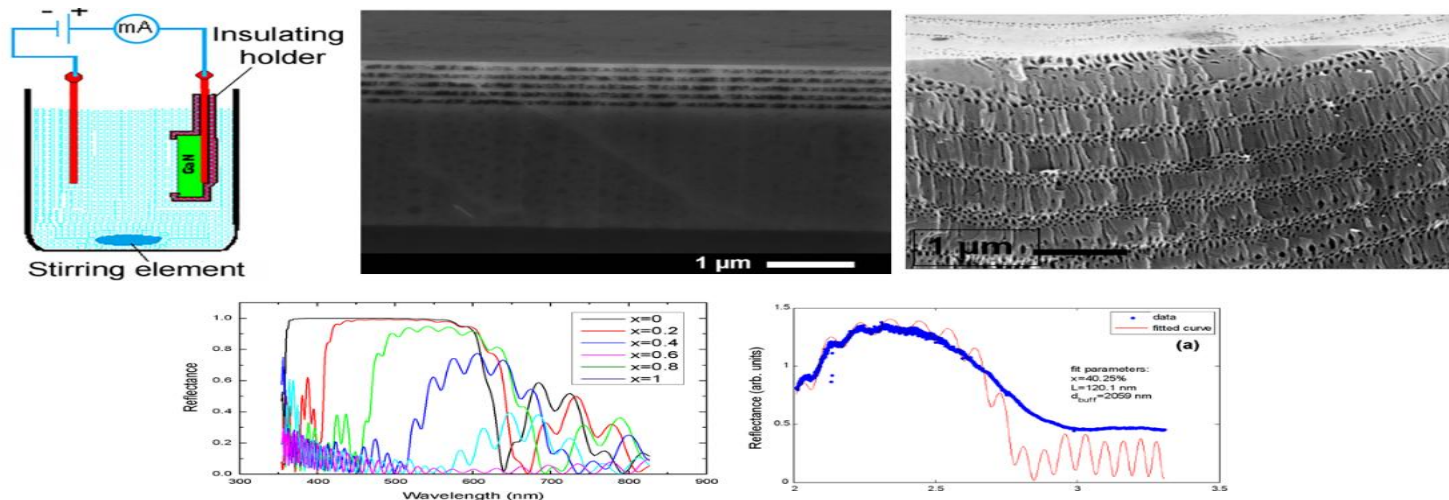 - +
mA
Insulating
holder
GaN
Stirring element
1 µm
1 µm
1.0
0.8
0.6
0.4
0.2
0.0
Reflectance
300 400 500 600 700 800 900
Wavelength (nm)
x=0
x=0.2
x=0.4
x=0.6
x=0.8
x=1
1.5
1
0.5
0
Reflectance (arb. units)
2 2.5 3 3.5
data
fitted curve
(a)
fit parameters:
x=40.25%
L=120.1 nm
d_buff=2059 nm